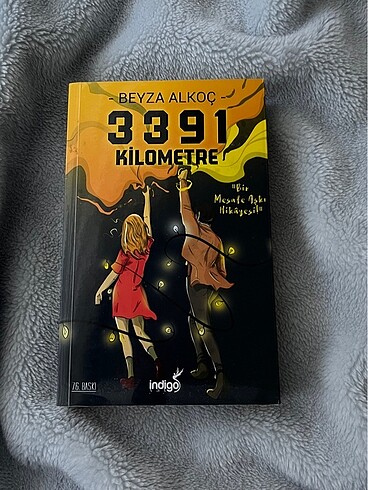 - BEYZA ALKOÇ -
3391
KİLOMETRE
"Bir
Mesafe Aşkı
Hikâyesi!"
76. BASKI
indigo